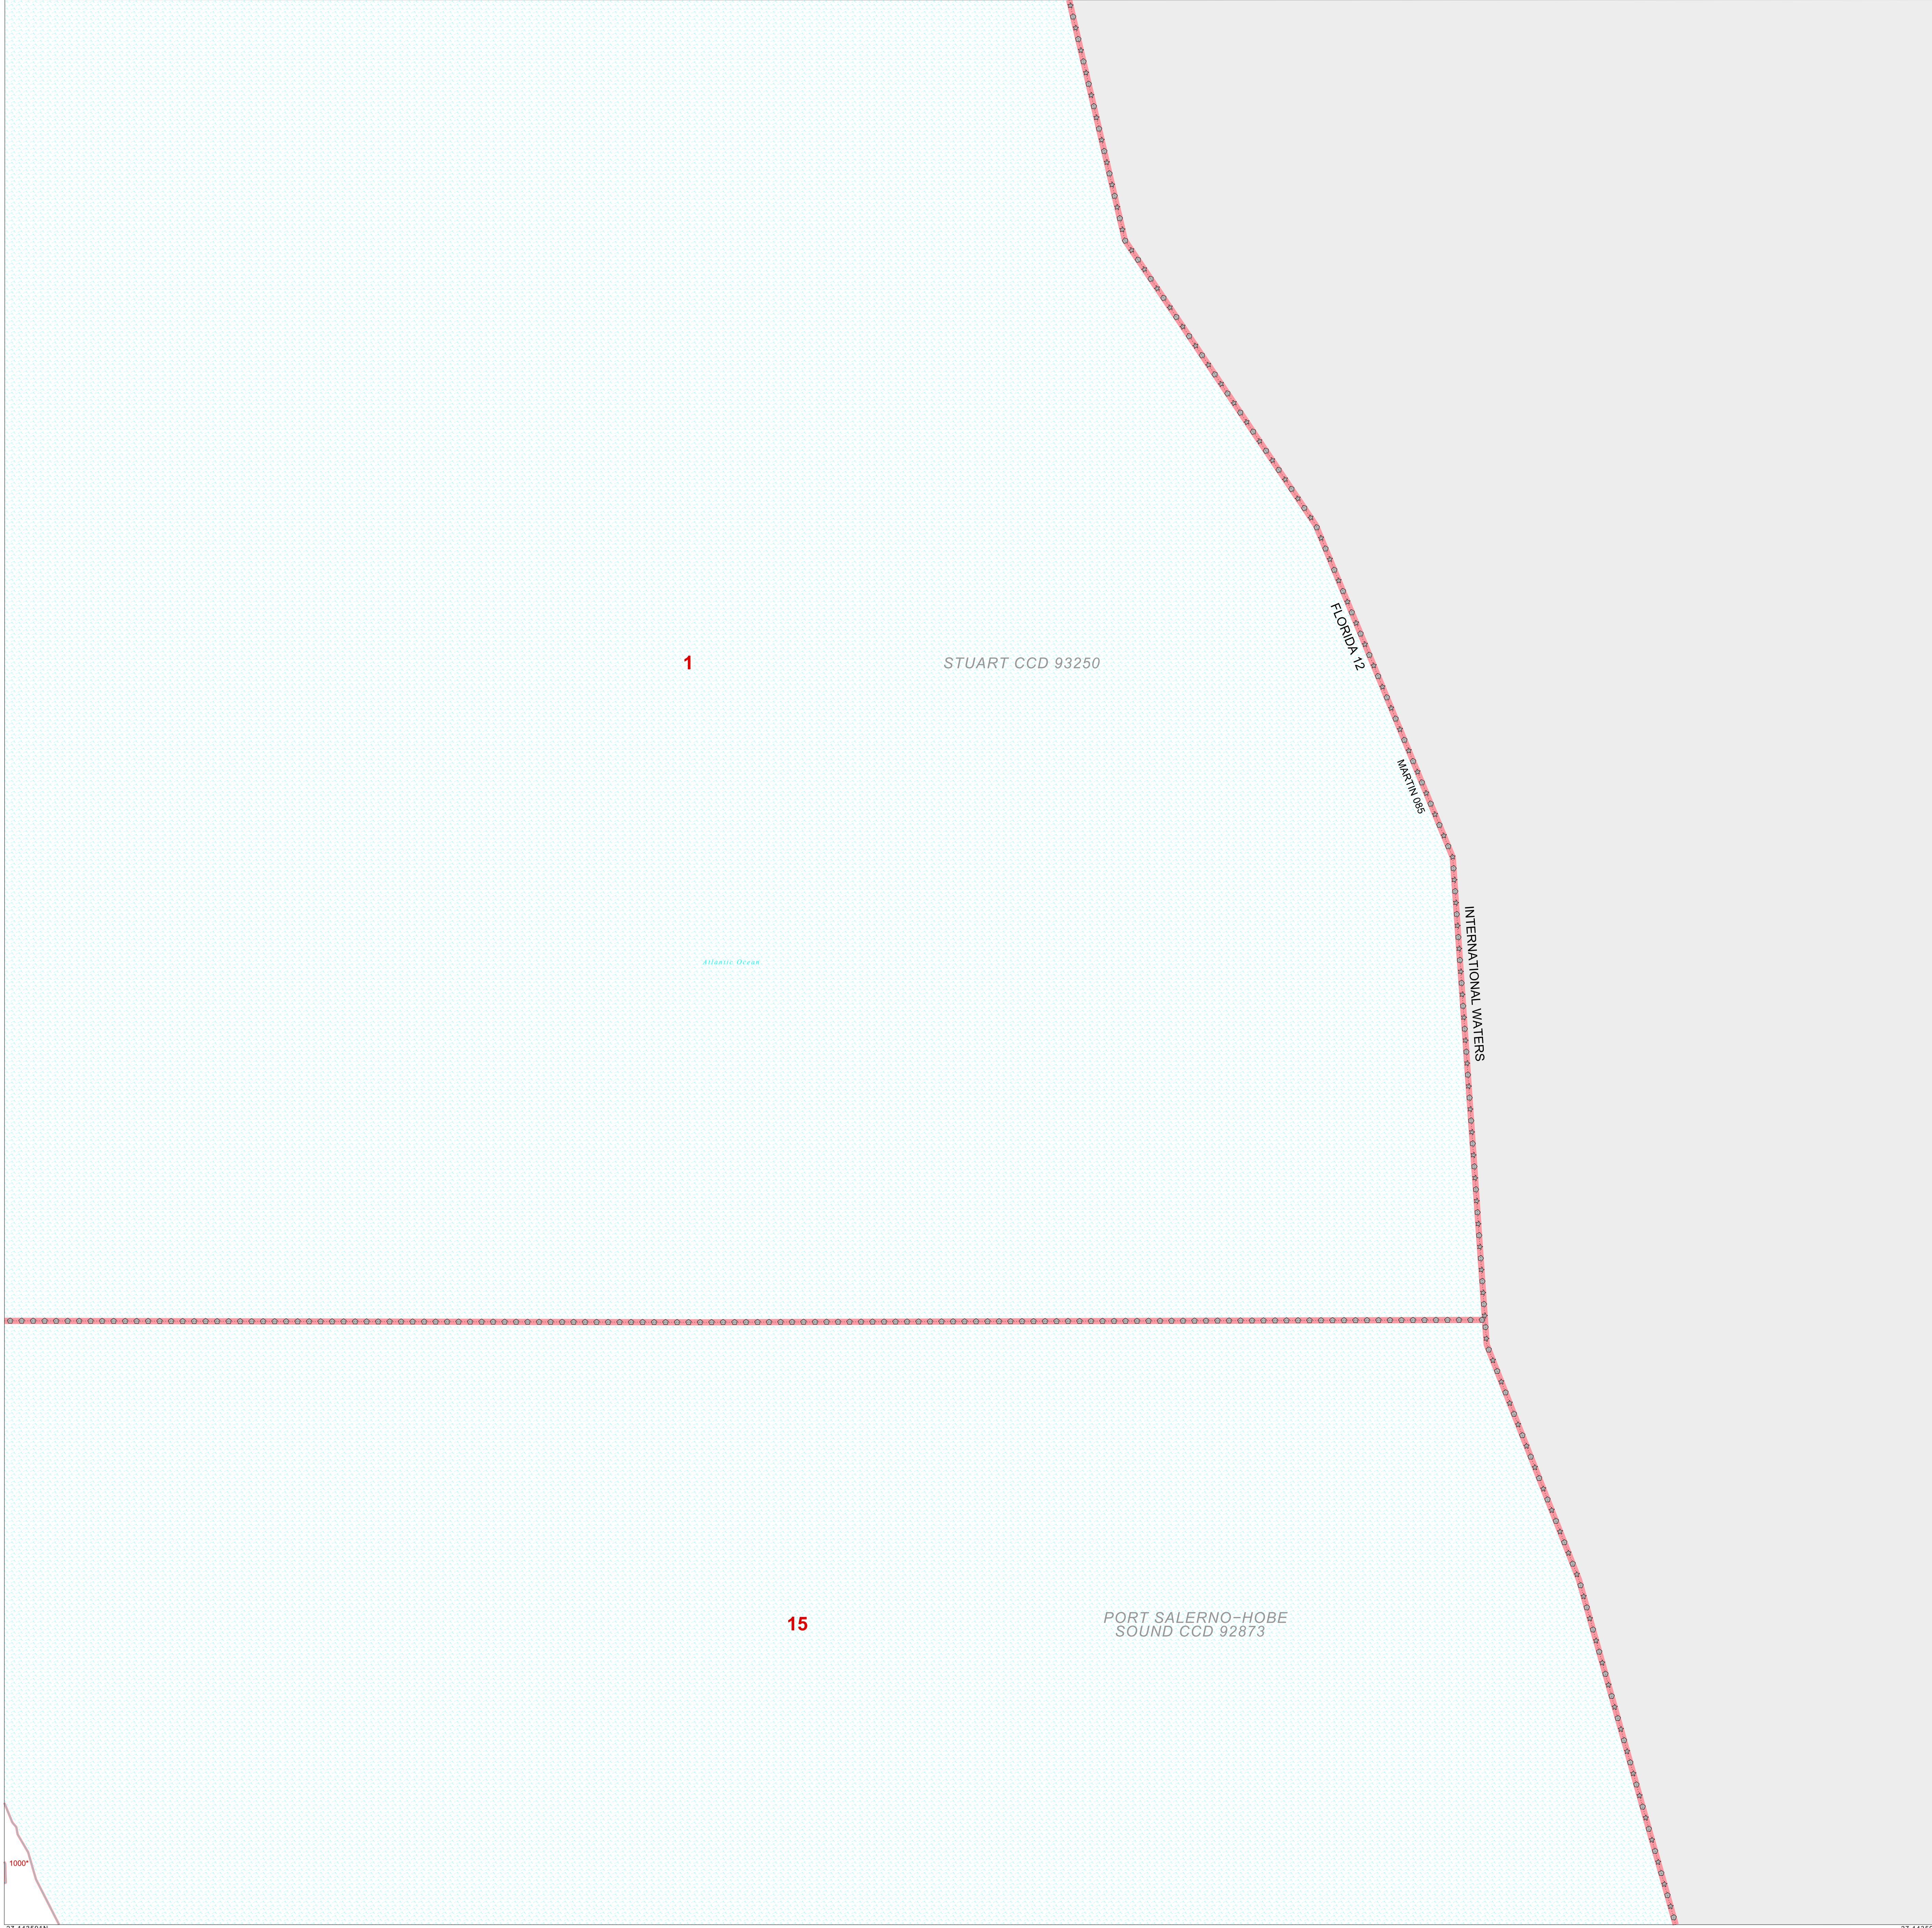 FLORIDA 12
1
STUART CCD 93250
MARTIN 085
INTERNATIONAL WATERS
Atlantic Ocean
15
PORT SALERNO−HOBE
SOUND CCD 92873
1000*